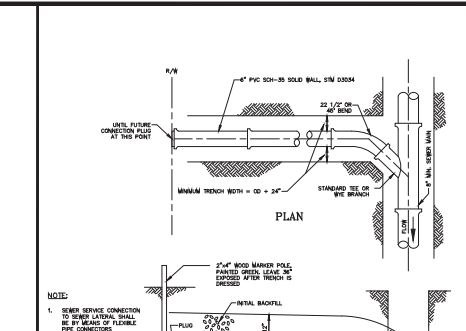 R/W
6" PVC SCH-35 SOLID WALL, STM D3034
22 1/2° OR
46' BEND
UNTIL FUTURE
CONNECTION PLUG
AT THIS POINT
MINIMUM TRENCH WIDTH = OD + 24"
STANDARD TEE OR
WYE BRANCH
8" MIN. SEWER MAIN
FLOW
PLAN
2"x4" WOOD MARKER POLE,
PAINTED GREEN, LEAVE 36"
EXPOSED AFTER TRENCH IS
DRESSED
NOTE:
INITIAL BACKFILL
1. SEWER SERVICE CONNECTION
TO SEWER LATERAL SHALL
BE BY MEANS OF FLEXIBLE
PIPE CONNECTORS
PLUG
12"